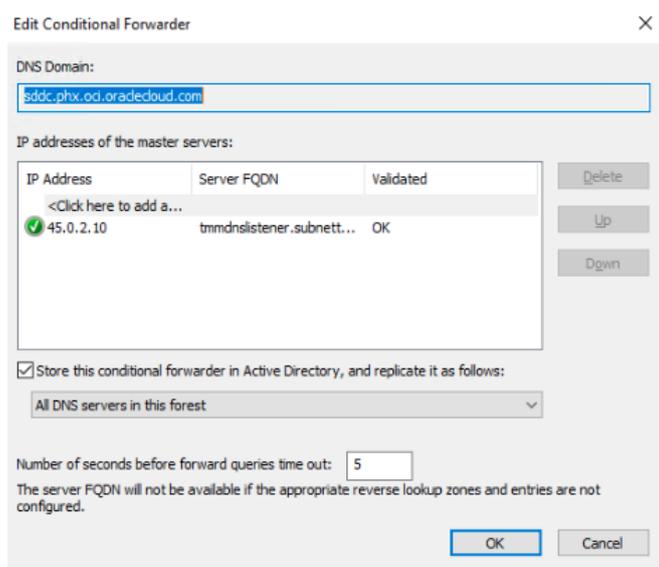 Edit Conditional Forwarder
DNS Domain:
sddc.phx.oci.oraclecloud.com
IP addresses of the master servers:
IP Address Server FQDN Validated
<Click here to add a...
45.0.2.10 tmmdnslistener.subnett... OK
Delete
Up
Down
Store this conditional forwarder in Active Directory, and replicate it as follows:
All DNS servers in this forest
Number of seconds before forward queries time out: 5
The server FQDN will not be available if the appropriate reverse lookup zones and entries are not
configured.
OK Cancel